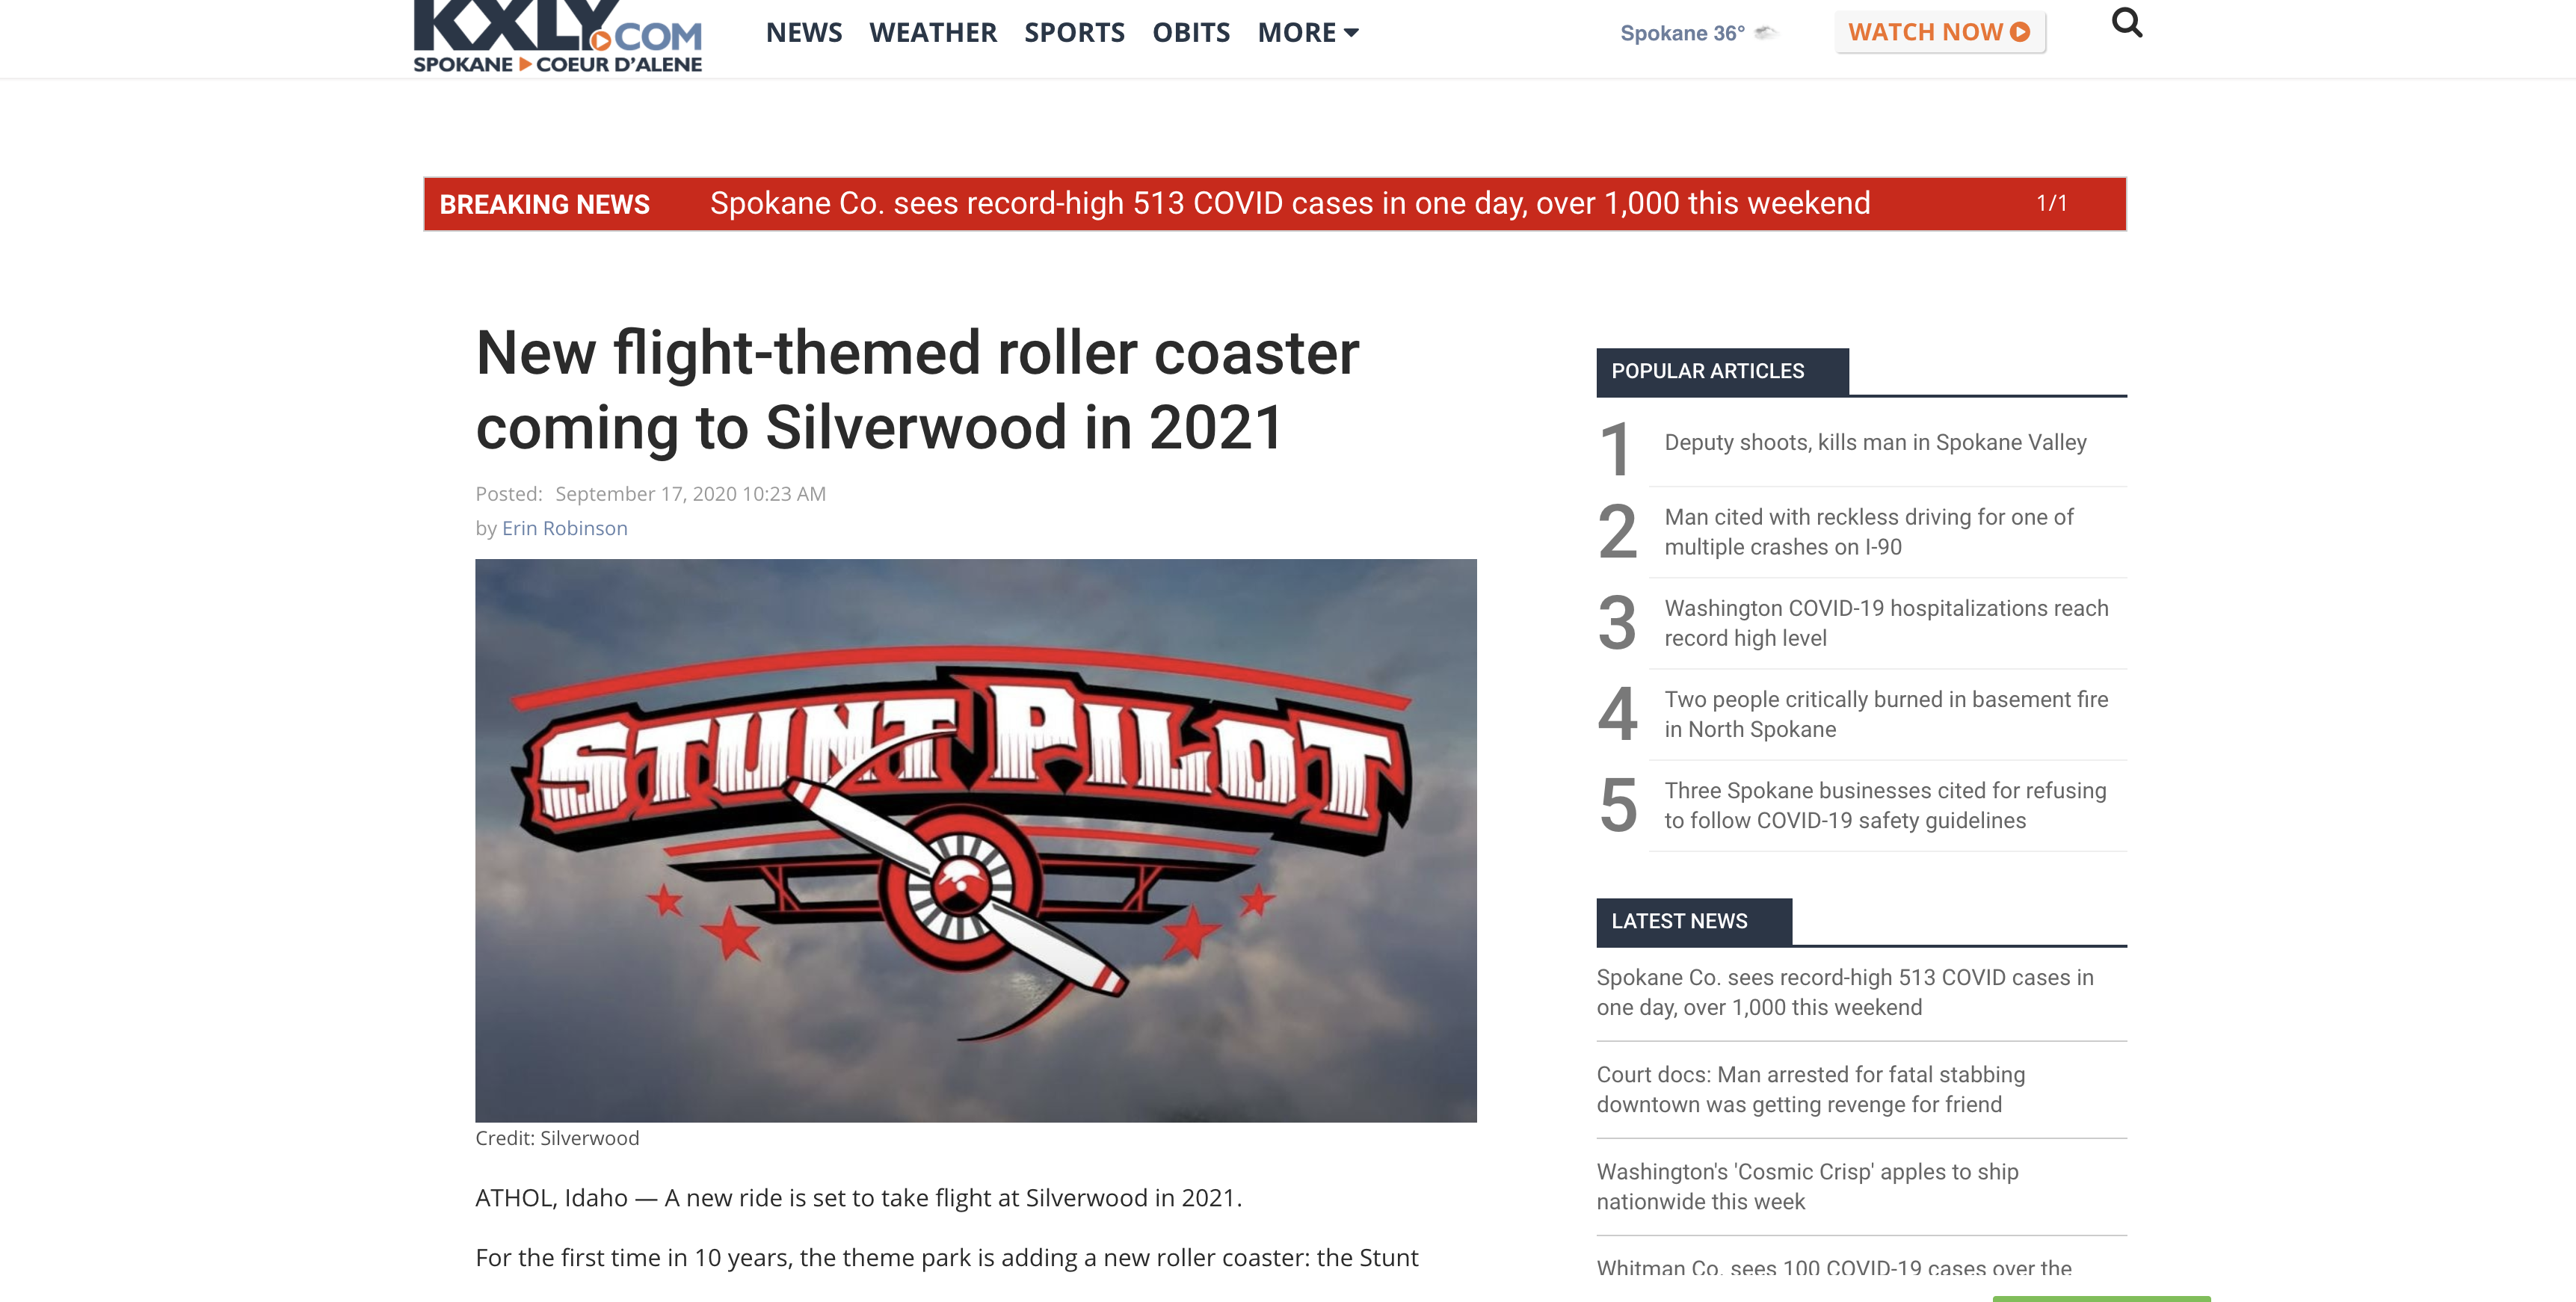 KXLY.COM
SPOKANE COEUR D'ALENE
NEWS WEATHER SPORTS OBITS MORE
Spokane 36°
WATCH NOW
BREAKING NEWS Spokane Co. sees record-high 513 COVID cases in one day, over 1,000 this weekend 1/1
New flight-themed roller coaster
coming to Silverwood in 2021
Posted: September 17, 2020 10:23 AM
by Erin Robinson
STUNT PILOT
Credit: Silverwood
ATHOL, Idaho — A new ride is set to take flight at Silverwood in 2021.
For the first time in 10 years, the theme park is adding a new roller coaster: the Stunt
POPULAR ARTICLES
1 Deputy shoots, kills man in Spokane Valley
2 Man cited with reckless driving for one of
multiple crashes on I-90
3 Washington COVID-19 hospitalizations reach
record high level
4 Two people critically burned in basement fire
in North Spokane
5 Three Spokane businesses cited for refusing
to follow COVID-19 safety guidelines
LATEST NEWS
Spokane Co. sees record-high 513 COVID cases in
one day, over 1,000 this weekend
Court docs: Man arrested for fatal stabbing
downtown was getting revenge for friend
Washington's 'Cosmic Crisp' apples to ship
nationwide this week
Whitman Co. sees 100 COVID-19 cases over the